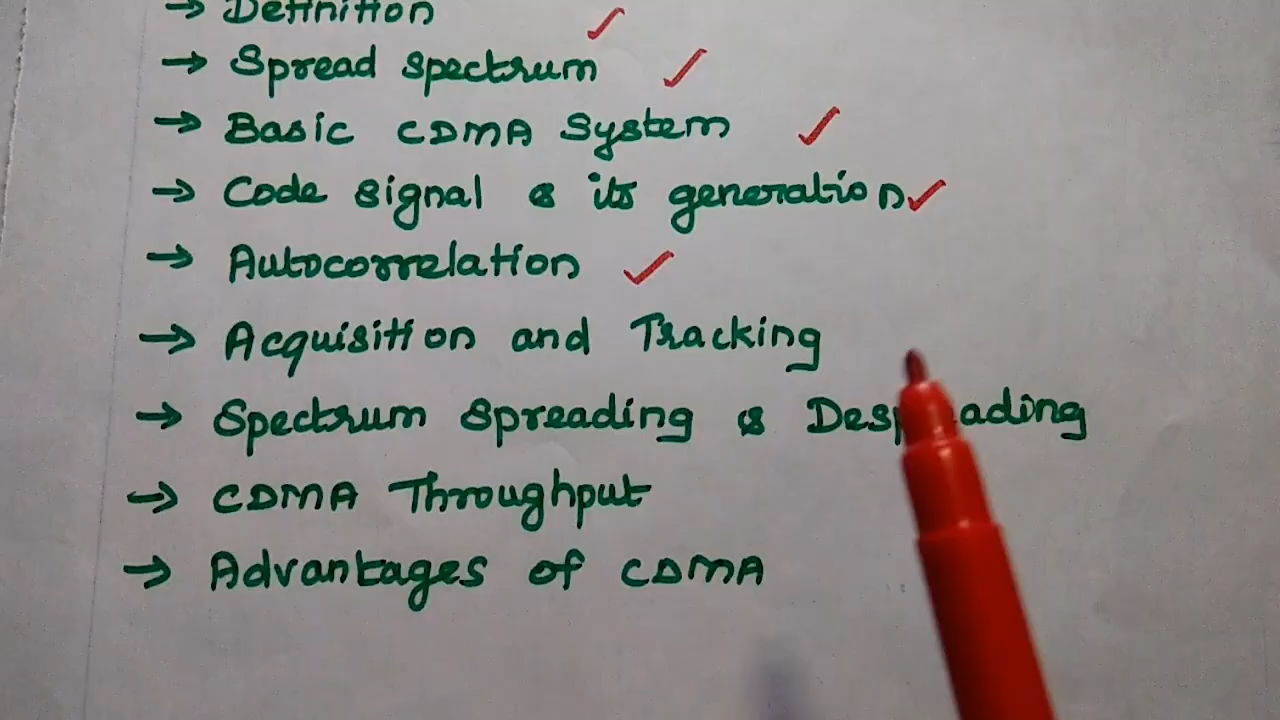 → Definition ✓
→ Spread spectrum ✓
→ Basic CDMA System ✓
→ Code signal & its generation ✓
→ Autocorrelation ✓
→ Acquisition and Tracking
→ Spectrum Spreading & Despreading
→ CDMA Throughput
→ Advantages of CDMA